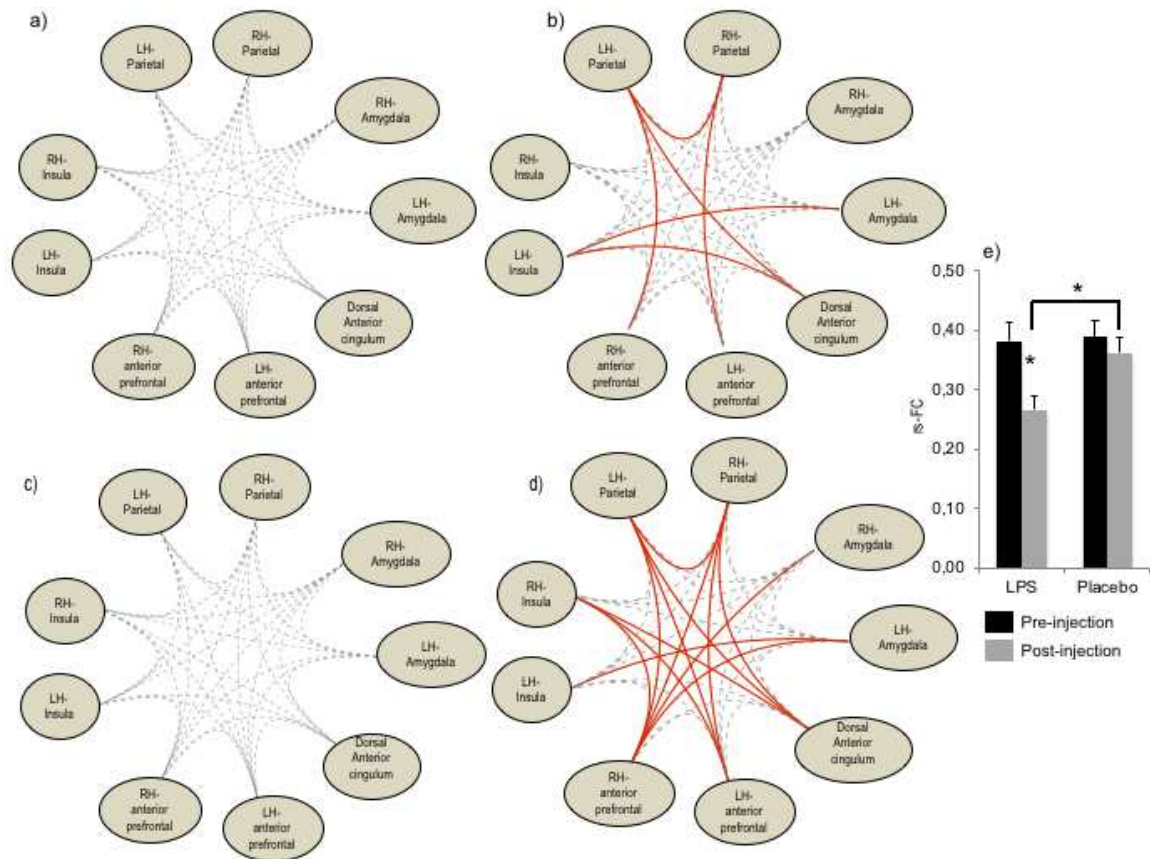 a)
LH-
Parietal
RH-
Parietal
RH-
Amygdala
LH-
Amygdala
Dorsal
Anterior
cingulum
LH-
anterior
prefrontal
RH-
anterior
prefrontal
LH-
Insula
RH-
Insula
b)
LH-
Parietal
RH-
Parietal
RH-
Amygdala
LH-
Amygdala
Dorsal
Anterior
cingulum
LH-
anterior
prefrontal
RH-
anterior
prefrontal
LH-
Insula
RH-
Insula
c)
LH-
Parietal
RH-
Parietal
RH-
Amygdala
LH-
Amygdala
Dorsal
Anterior
cingulum
LH-
anterior
prefrontal
RH-
anterior
prefrontal
LH-
Insula
RH-
Insula
d)
LH-
Parietal
RH-
Parietal
RH-
Amygdala
LH-
Amygdala
Dorsal
Anterior
cingulum
LH-
anterior
prefrontal
RH-
anterior
prefrontal
LH-
Insula
RH-
Insula
e)
0,50
0,40
0,30
0,20
0,10
0,00
rs-FC
*
*
LPS Placebo
Pre-injection
Post-injection